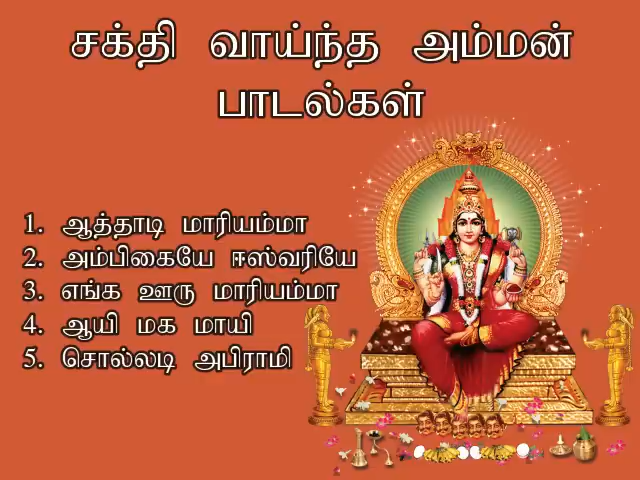 சக்தி வாய்ந்த அம்மன்
பாடல்கள்
1. ஆத்தாடி மாரியம்மா
2. அம்பிகையே ஈஸ்வரியே
3. எங்க ஊரு மாரியம்மா
4. ஆயி மக மாயி
5. சொல்லடி அபிராமி